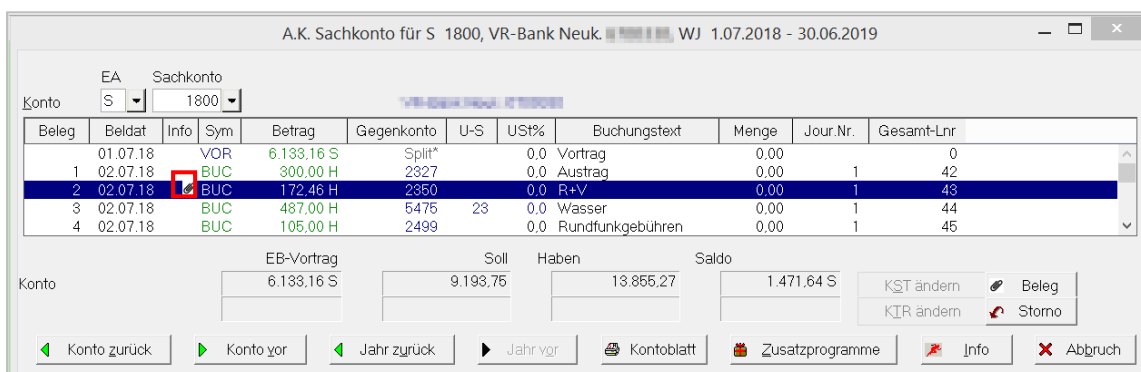 A.K. Sachkonto für S 1800, VR-Bank Neuk. WJ 1.07.2018 - 30.06.2019
EA Sachkonto
Konto S 1800
Beleg Beldat Info Sym Betrag Gegenkonto U-S USt% Buchungstext Menge Jour.Nr. Gesamt-Lnr
01.07.18 VOR 6.133,16 S Split* 0,0 Vortrag 0,00 0
1 02.07.18 BUC 300,00 H 2327 0,0 Austrag 0,00 1 42
2 02.07.18 BUC 172,46 H 2350 0,0 R+V 0,00 1 43
3 02.07.18 BUC 487,00 H 5475 23 0,0 Wasser 0,00 1 44
4 02.07.18 BUC 105,00 H 2499 0,0 Rundfunkgebühren 0,00 1 45
EB-Vortrag Soll Haben Saldo
Konto 6.133,16 S 9.193,75 13.855,27 1.471,64 S KST ändern Beleg
KTR ändern Storno
Konto zurück Konto vor Jahr zurück Jahr vor Kontoblatt Zusatzprogramme Info Abbruch